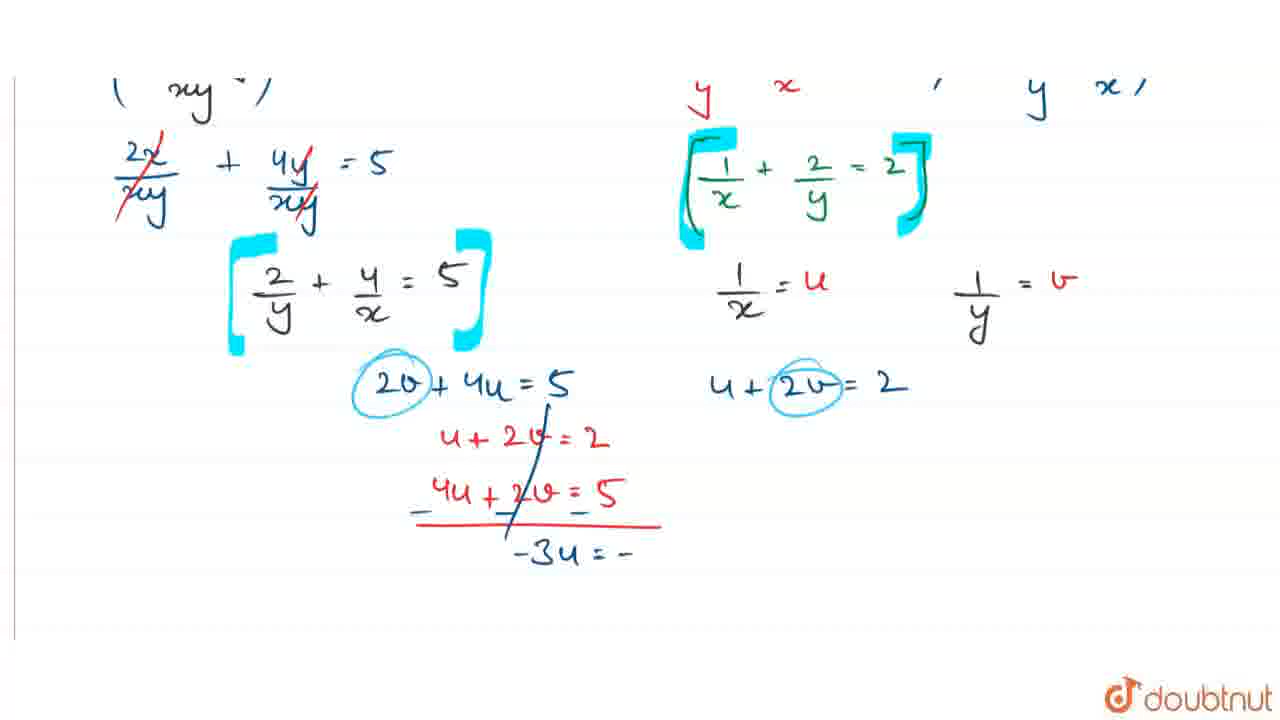 xy y x y x)
2x/xy + 4y/xy = 5 [1/x + 2/y = 2]
[2/y + 4/x = 5] 1/x = u 1/y = v
2v + 4u = 5 u + 2v = 2
u + 2v = 2
4u + 2v = 5
- - -
-3u = -
doubtnut